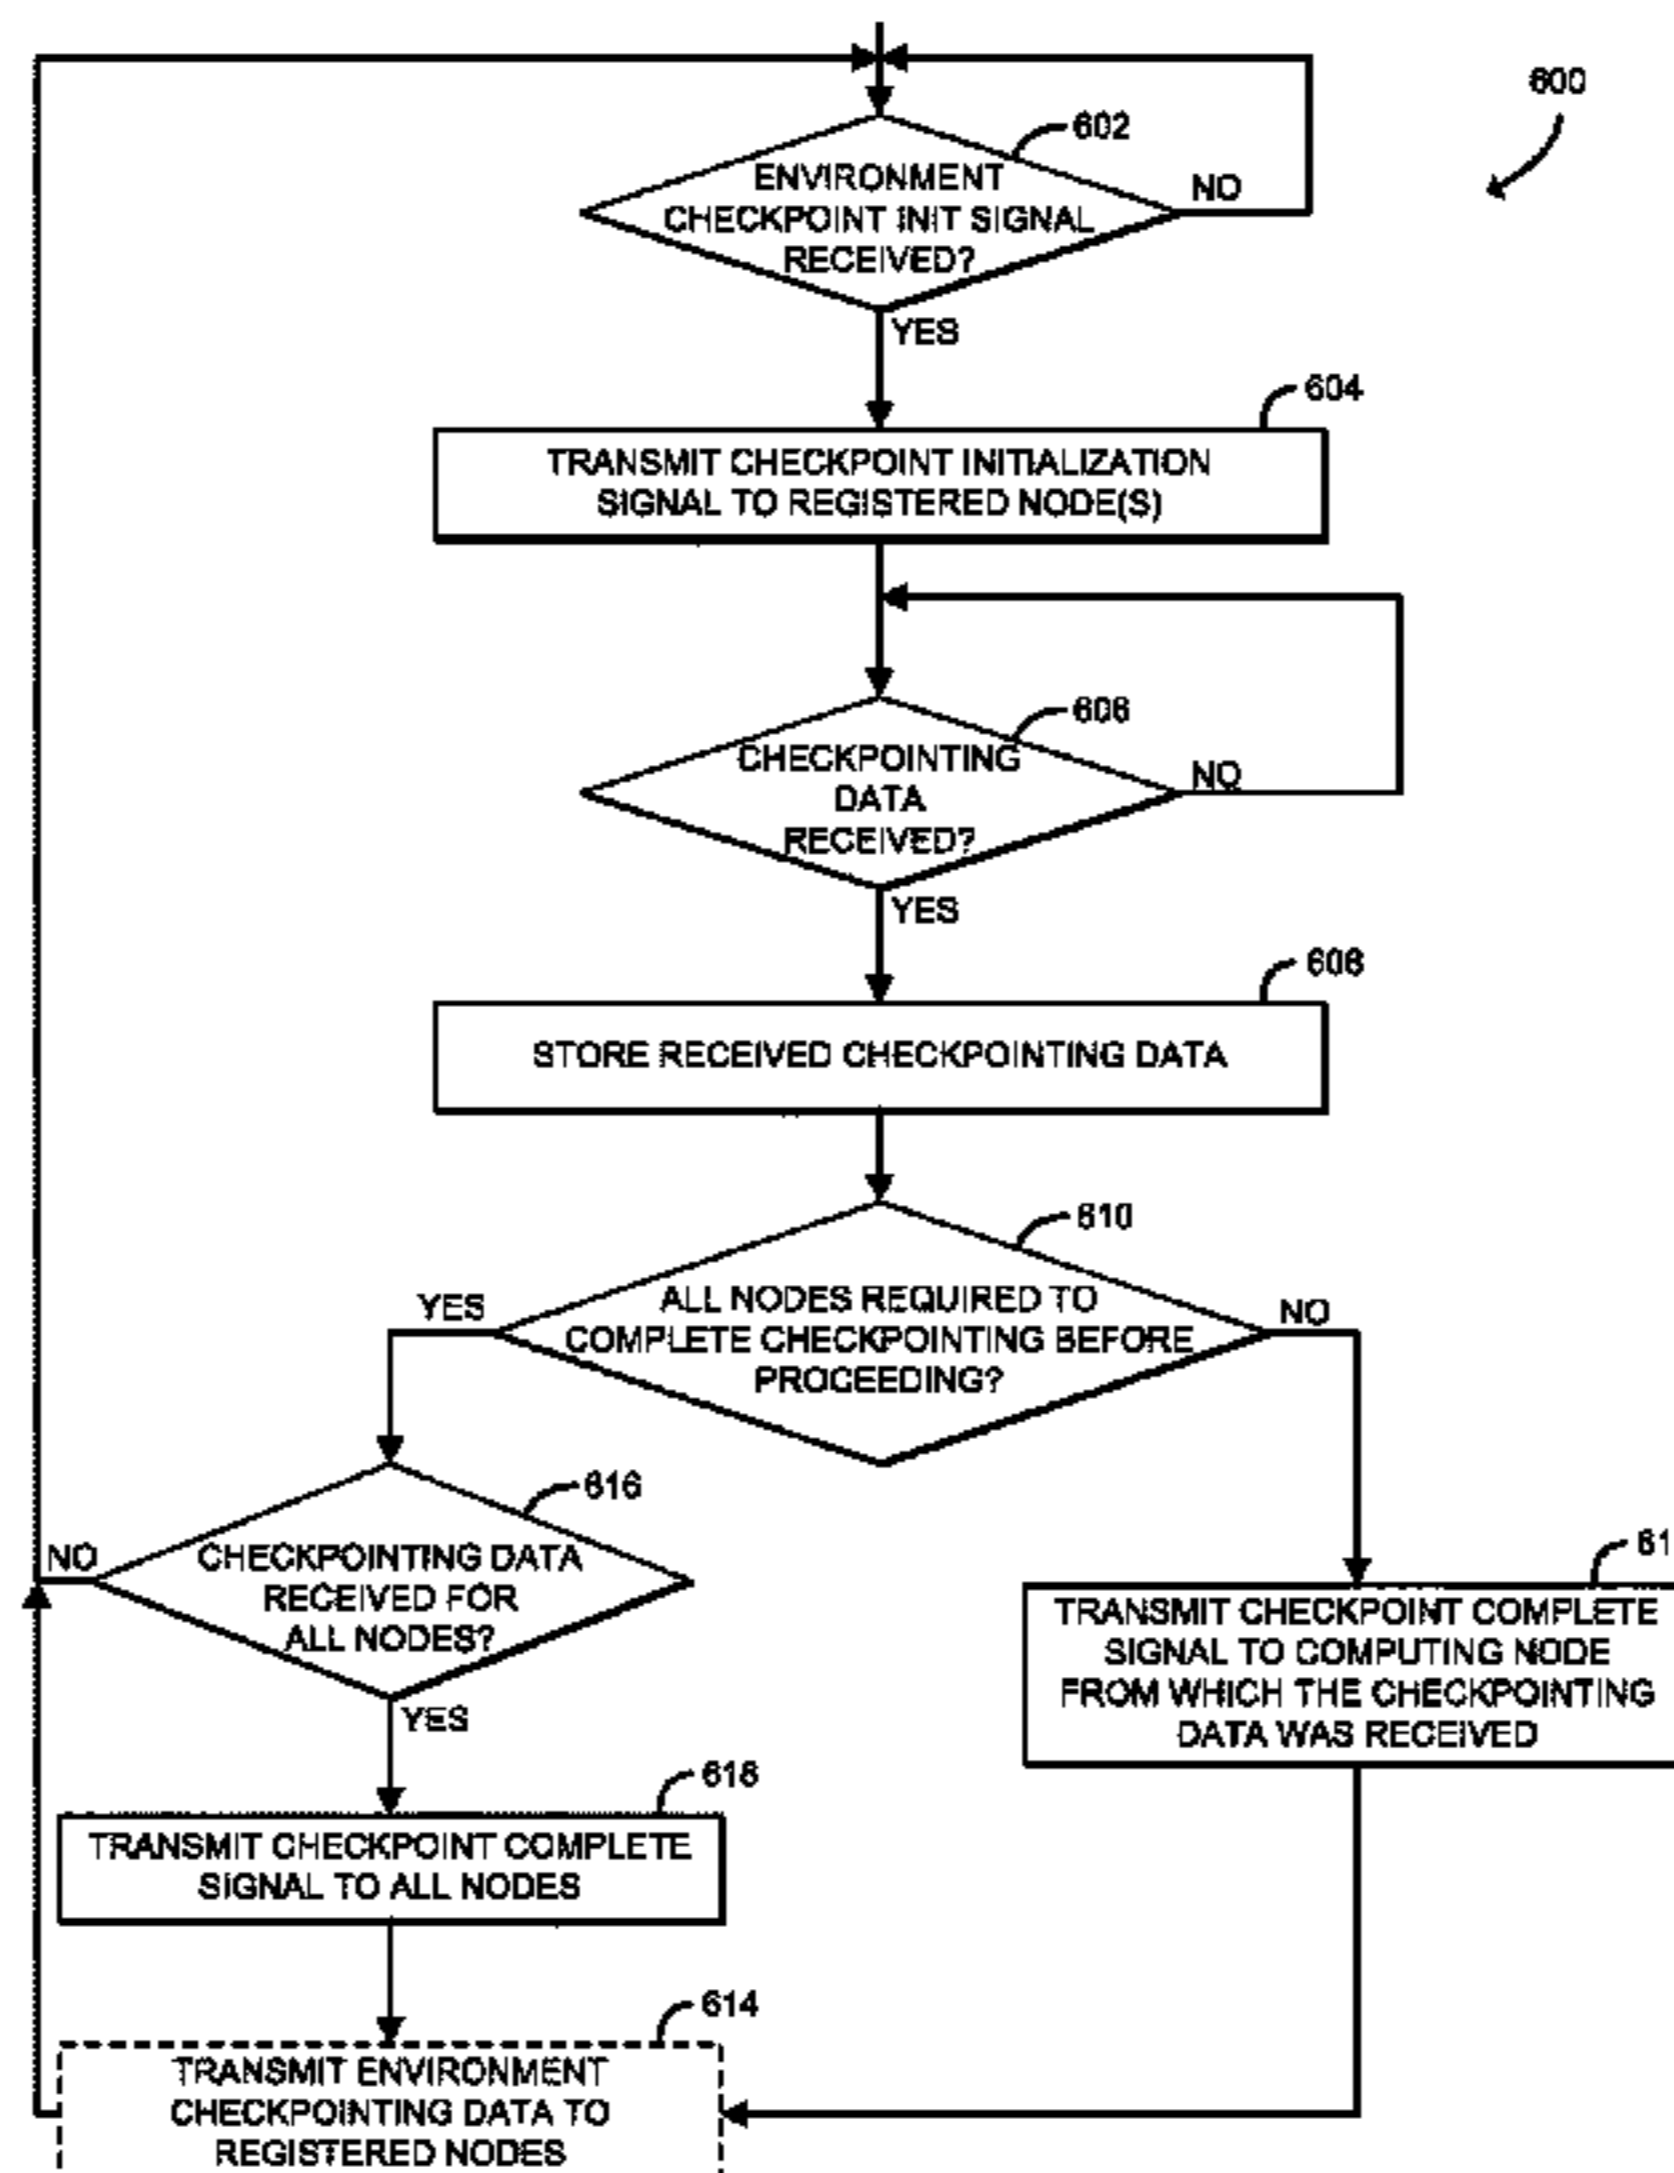 600
602
ENVIRONMENT
CHECKPOINT INIT SIGNAL
RECEIVED?
NO
YES
604
TRANSMIT CHECKPOINT INITIALIZATION
SIGNAL TO REGISTERED NODE(S)
606
CHECKPOINTING
DATA
RECEIVED?
NO
YES
608
STORE RECEIVED CHECKPOINTING DATA
610
ALL NODES REQUIRED TO
COMPLETE CHECKPOINTING BEFORE
PROCEEDING?
YES
NO
616
CHECKPOINTING DATA
RECEIVED FOR
ALL NODES?
NO
YES
61
TRANSMIT CHECKPOINT COMPLETE
SIGNAL TO COMPUTING NODE
FROM WHICH THE CHECKPOINTING
DATA WAS RECEIVED
618
TRANSMIT CHECKPOINT COMPLETE
SIGNAL TO ALL NODES
614
TRANSMIT ENVIRONMENT
CHECKPOINTING DATA TO
REGISTERED NODES